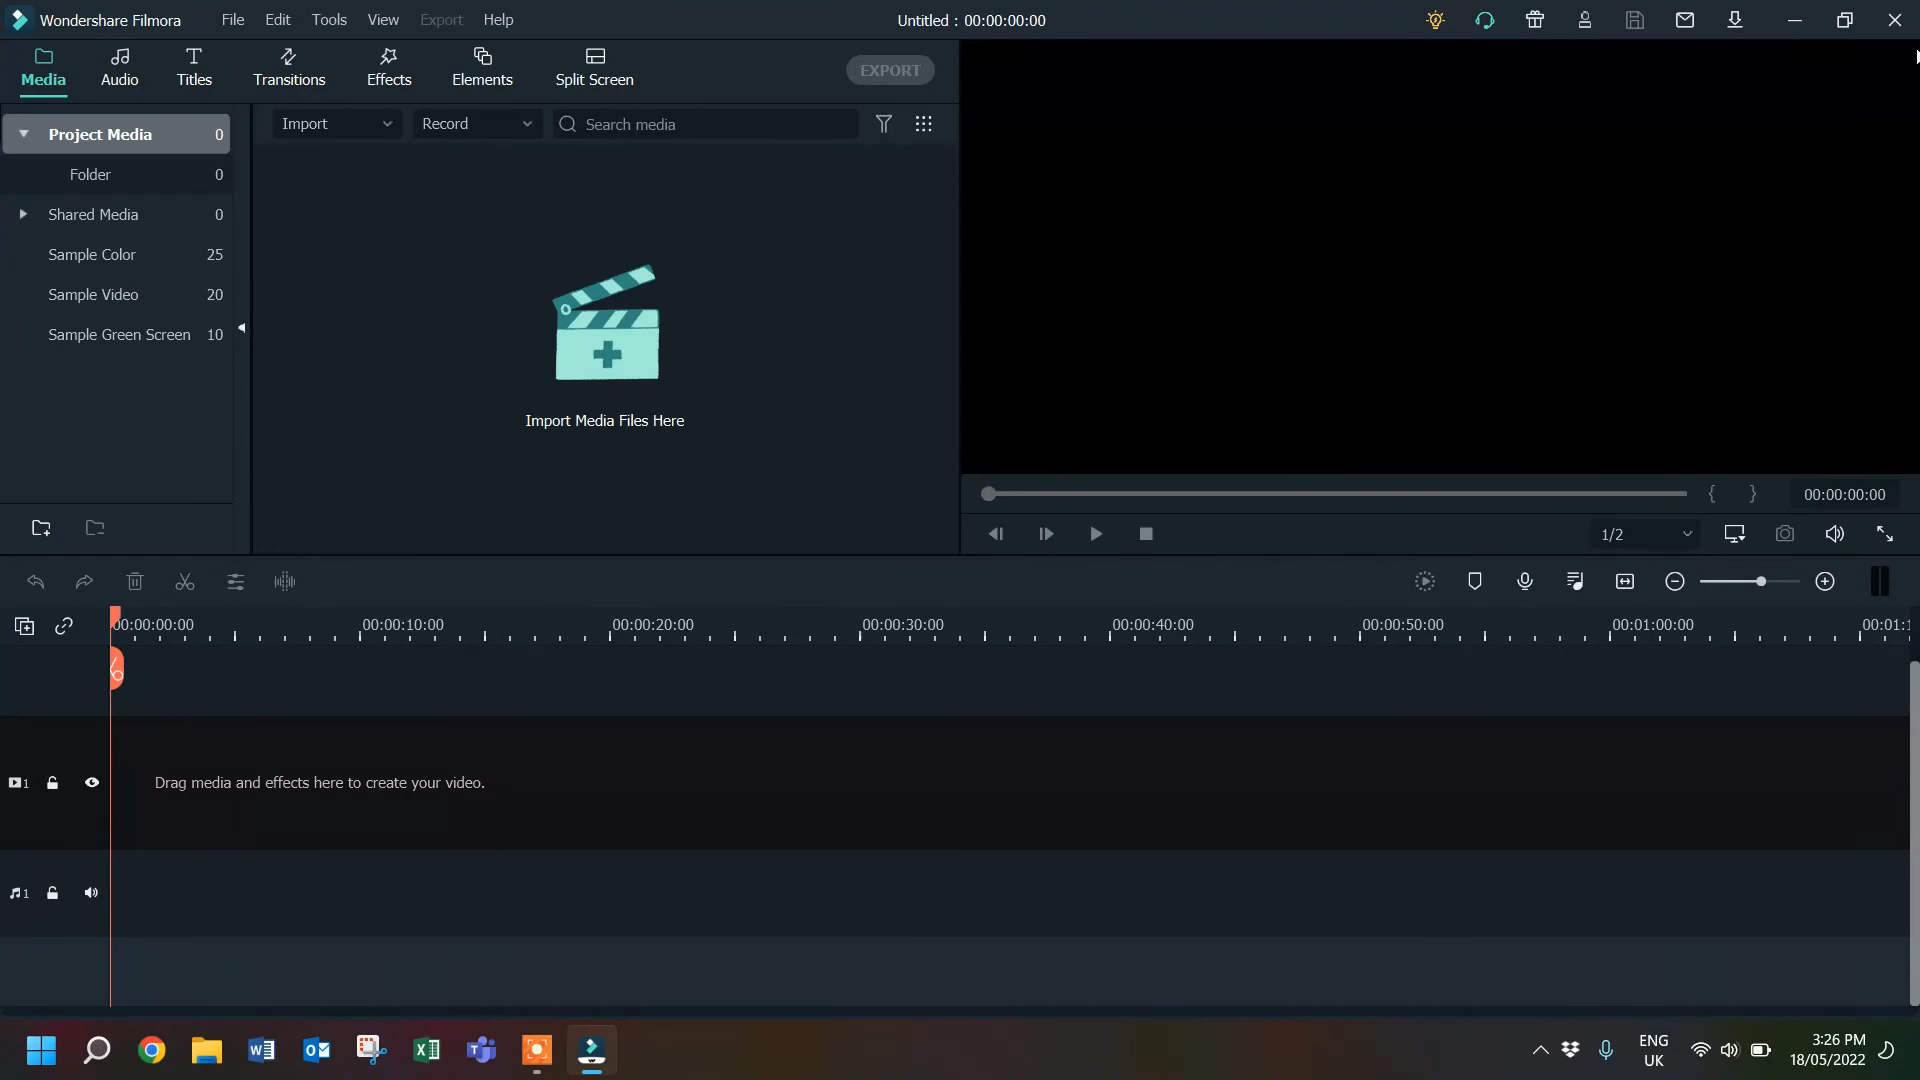 Wondershare Filmora File Edit Tools View Export Help Untitled : 00:00:00:00
Media Audio Titles Transitions Effects Elements Split Screen EXPORT
Project Media 0
Folder 0
Shared Media 0
Sample Color 25
Sample Video 20
Sample Green Screen 10
Import Record Search media
Import Media Files Here
{ } 00:00:00:00
1/2
00:00:00:00 00:00:10:00 00:00:20:00 00:00:30:00 00:00:40:00 00:00:50:00 00:01:00:00 00:01:1
1 Drag media and effects here to create your video.
1
ENG
UK
3:26 PM
18/05/2022